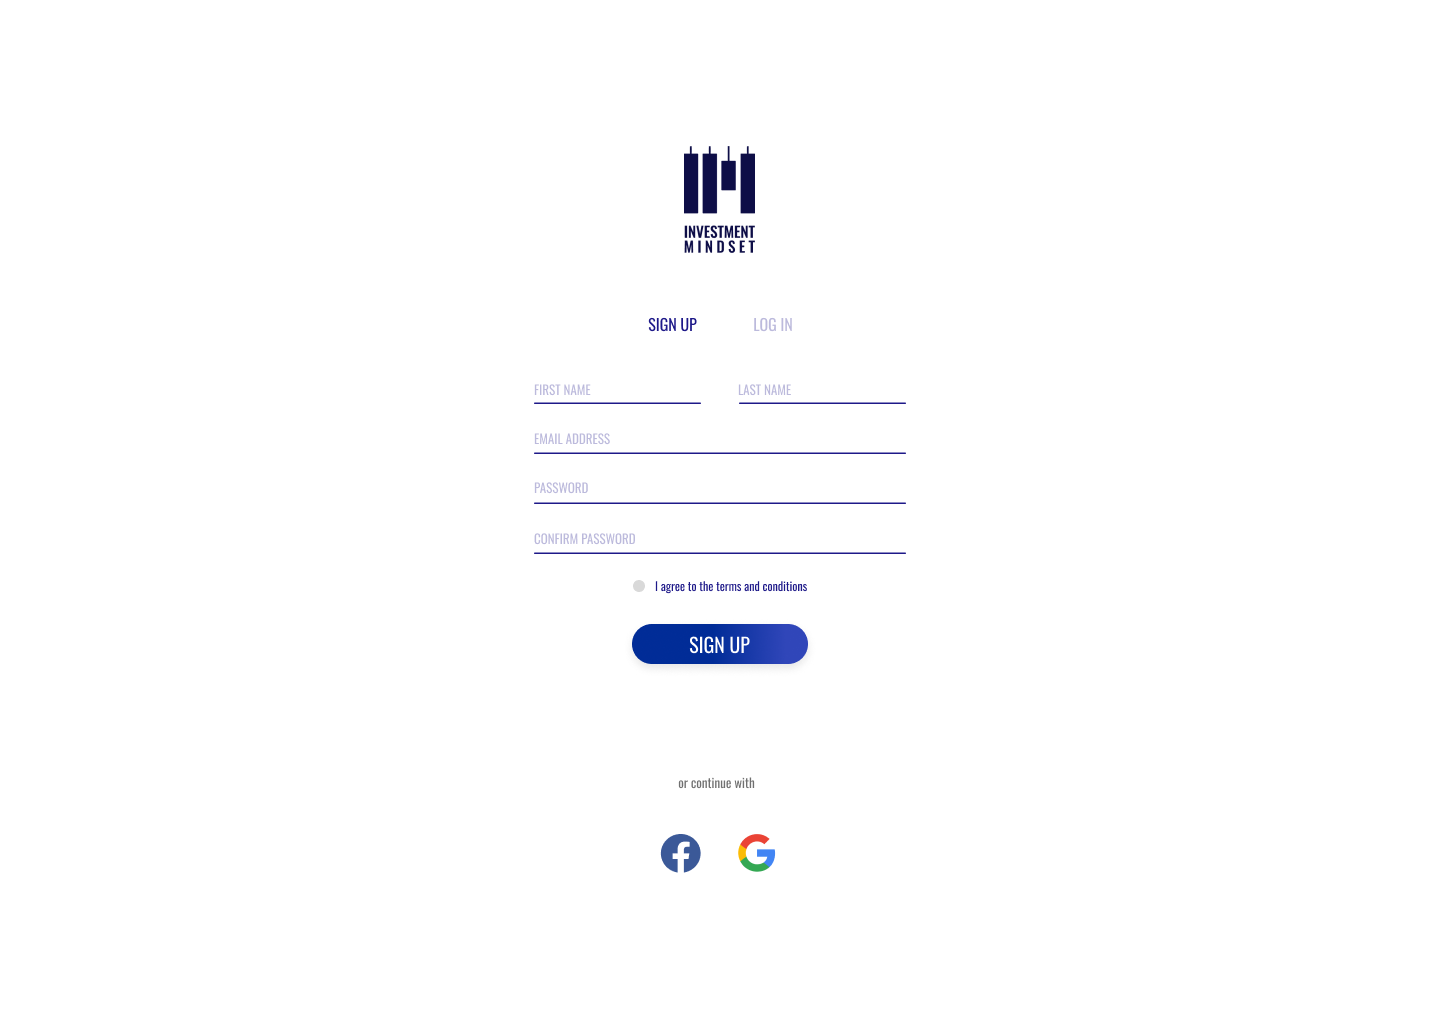 INVESTMENT
MINDSET
SIGN UP LOG IN
FIRST NAME LAST NAME
EMAIL ADDRESS
PASSWORD
CONFIRM PASSWORD
I agree to the terms and conditions
SIGN UP
or continue with